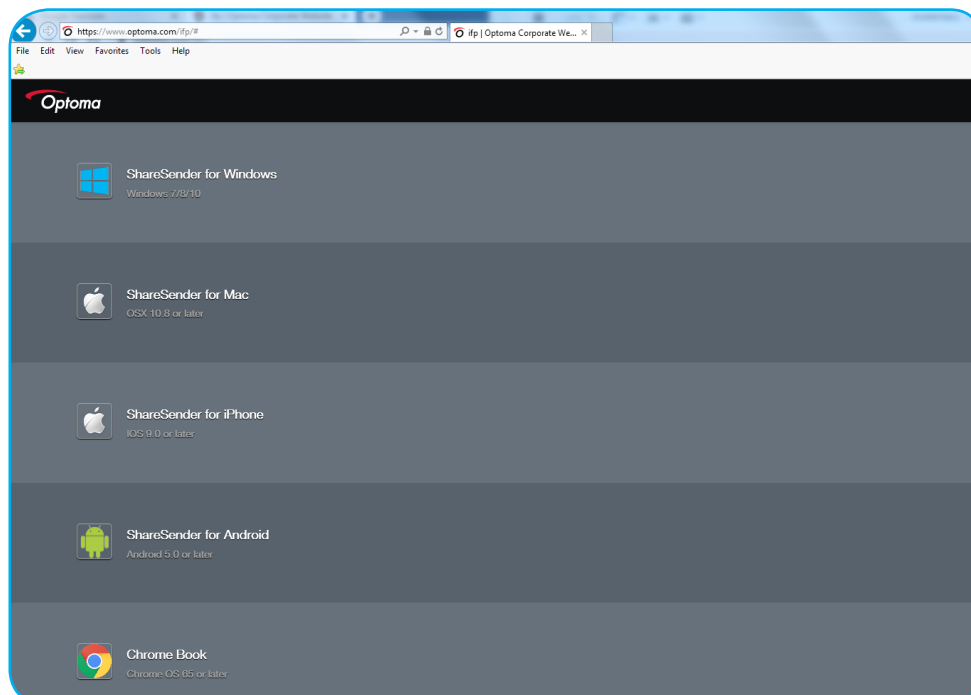 https://www.optoma.com/ifp/#
ifp | Optoma Corporate We...
File Edit View Favorites Tools Help
Optoma
ShareSender for Windows
Windows 7/8/10
ShareSender for Mac
OSX 10.8 or later
ShareSender for iPhone
IOS 9.0 or later
ShareSender for Android
Android 5.0 or later
Chrome Book
Chrome OS 65 or later